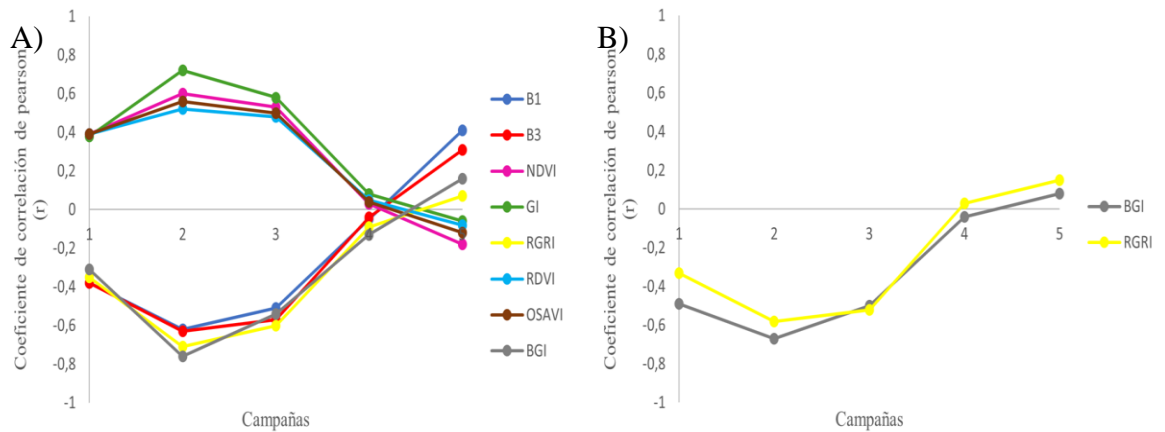 A)
Coeficiente de correlación de pearson
(r)
1
0,8
0,6
0,4
0,2
0
-0,2
-0,4
-0,6
-0,8
-1
1
2
3
Campañas
B1
B3
NDVI
GI
RGRI
RDVI
OSAVI
BGI
B)
Coeficiente de correlación de pearson
(r)
1
0,8
0,6
0,4
0,2
0
-0,2
-0,4
-0,6
-0,8
-1
1
2
3
4
5
Campañas
BGI
RGRI